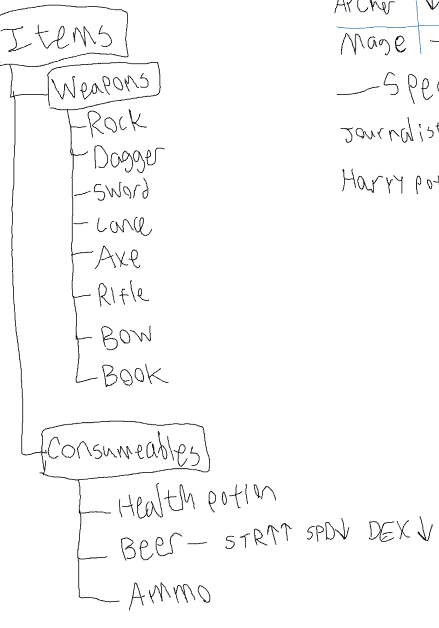 Items
Weapons
Rock
Dagger
Sword
Lance
Axe
Rifle
Bow
Book
Consumeables
Health potion
Beer — STR↑↑ SPD↓ DEX↓
Ammo
Archer ↓
Mage